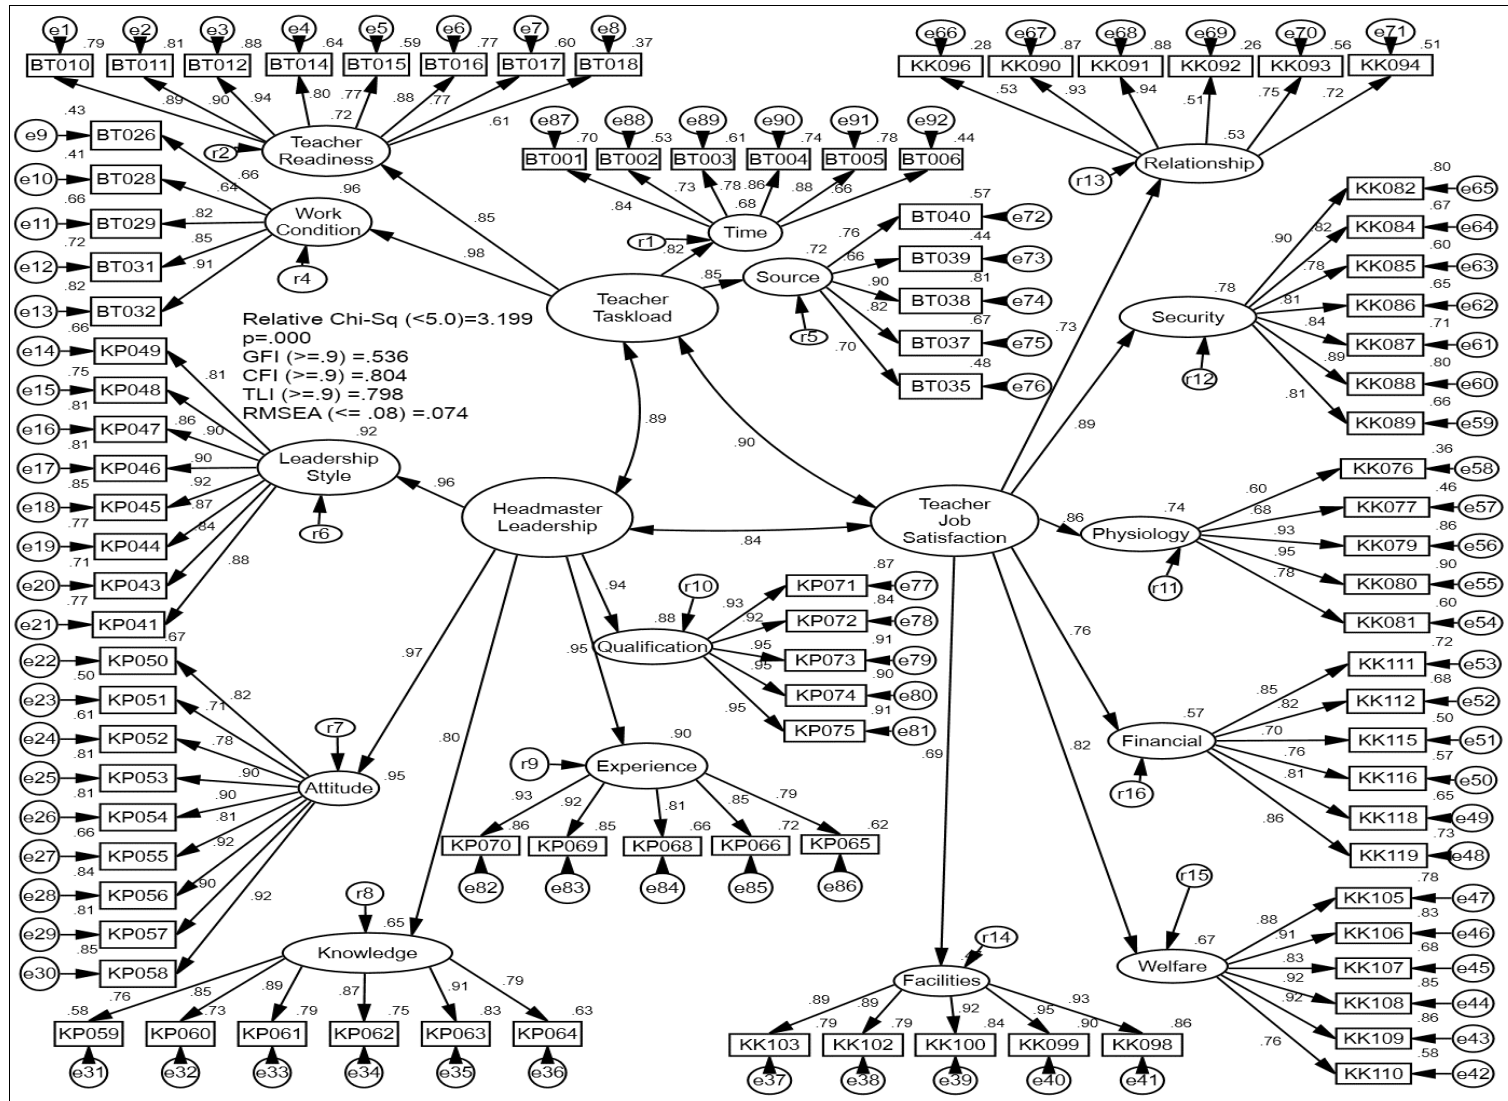 e1 e2 e3 e4 e5 e6 e7 e8
.79 .81 .88 .64 .59 .77 .60 .37
BT010 BT011 BT012 BT014 BT015 BT016 BT017 BT018
.89 .90 .94 .80 .77 .88 .77 .61
.72
Teacher
Readiness
r2
e66 e67 e68 e69 e70 e71
.28 .87 .88 .26 .56 .51
KK096 KK090 KK091 KK092 KK093 KK094
.53 .93 .94 .51 .75 .72
.53
Relationship
r13
e87 e88 e89 e90 e91 e92
.70 .53 .61 .74 .78 .44
BT001 BT002 BT003 BT004 BT005 BT006
.84 .73 .78 .86 .88 .66
.68
Time
r1
.82
.43
e9 BT026
.41
e10 BT028
.66
e11 BT029
.72
e12 BT031
.82
e13 BT032
.66 .64 .82 .85 .91
.96
Work
Condition
r4
.85
.98
Teacher
Taskload
.85
.72
Source
r5
.57
BT040 e72
.44
BT039 e73
.81
BT038 e74
.67
BT037 e75
.48
BT035 e76
.76 .66 .90 .82 .70
.80
KK082 e65
.67
KK084 e64
.60
KK085 e63
.65
KK086 e62
.71
KK087 e61
.80
KK088 e60
.66
KK089 e59
.90 .82 .78 .81 .84 .89 .81
.78
Security
r12
.73
.89
Relative Chi-Sq (<5.0)=3.199
p=.000
GFI (>=.9) =.536
CFI (>=.9) =.804
TLI (>=.9) =.798
RMSEA (<= .08) =.074
.66
e14 KP049
.75
e15 KP048
.81
e16 KP047
.81
e17 KP046
.85
e18 KP045
.77
e19 KP044
.71
e20 KP043
.77
e21 KP041
.81 .86 .90 .90 .92 .87 .84 .88
.92
Leadership
Style
r6
.96
Headmaster
Leadership
.89
.90
.84
Teacher
Job
Satisfaction
.86
.74
Physiology
r11
.36
KK076 e58
.46
KK077 e57
.86
KK079 e56
.90
KK080 e55
.60
KK081 e54
.60 .68 .93 .95 .78
.94
r10
.88
Qualification
.87
KP071 e77
.84
KP072 e78
.91
KP073 e79
.90
KP074 e80
.91
KP075 e81
.93 .92 .95 .95 .95
.67
e22 KP050
.50
e23 KP051
.61
e24 KP052
.81
e25 KP053
.81
e26 KP054
.66
e27 KP055
.84
e28 KP056
.81
e29 KP057
.85
e30 KP058
.82 .71 .78 .90 .90 .81 .92 .90 .92
r7
.95
Attitude
.97
.80
.95
.90
Experience
r9
.93 .92 .81 .85 .79
.86 .85 .66 .72 .62
KP070 KP069 KP068 KP066 KP065
e82 e83 e84 e85 e86
.76
.57
Financial
r16
.72
KK111 e53
.68
KK112 e52
.50
KK115 e51
.57
KK116 e50
.65
KK118 e49
.73
KK119 e48
.85 .82 .70 .76 .81 .86
.69
.82
r8
.65
Knowledge
.76 .85 .89 .87 .91 .79
.58 .73 .79 .75 .83 .63
KP059 KP060 KP061 KP062 KP063 KP064
e31 e32 e33 e34 e35 e36
r14
Facilities
.89 .89 .92 .95 .93
.79 .79 .84 .90 .86
KK103 KK102 KK100 KK099 KK098
e37 e38 e39 e40 e41
r15
.67
Welfare
.78
KK105 e47
.83
KK106 e46
.68
KK107 e45
.85
KK108 e44
.86
KK109 e43
.58
KK110 e42
.88 .91 .83 .92 .92 .76